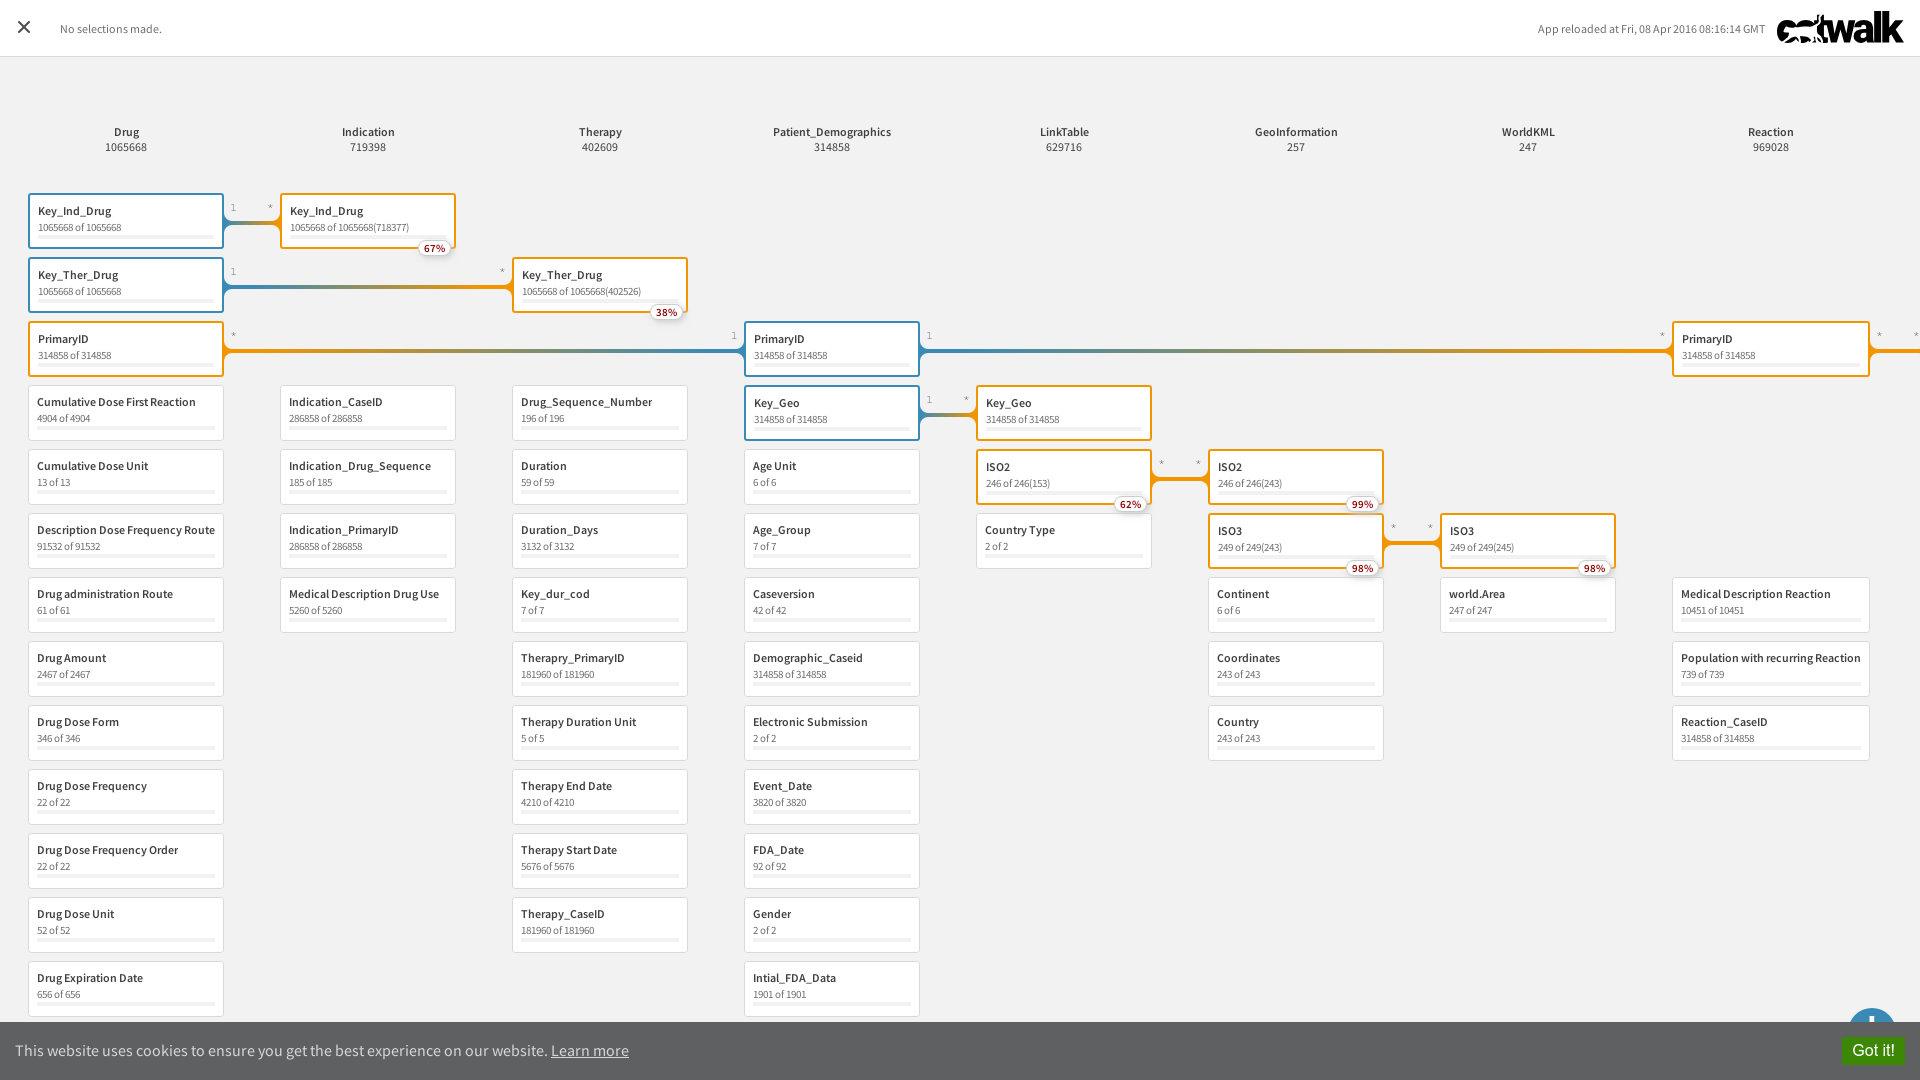 No selections made.
App reloaded at Fri, 08 Apr 2016 08:16:14 GMT
catwalk
Drug
1065668
Indication
719398
Therapy
402609
Patient_Demographics
314858
LinkTable
629716
GeoInformation
257
WorldKML
247
Reaction
969028
Key_Ind_Drug
1065668 of 1065668
1
*
Key_Ind_Drug
1065668 of 1065668(718377)
67%
Key_Ther_Drug
1065668 of 1065668
1
*
Key_Ther_Drug
1065668 of 1065668(402526)
38%
PrimaryID
314858 of 314858
*
1
PrimaryID
314858 of 314858
1
*
PrimaryID
314858 of 314858
*
*
Cumulative Dose First Reaction
4904 of 4904
Indication_CaseID
286858 of 286858
Drug_Sequence_Number
196 of 196
Key_Geo
314858 of 314858
1
*
Key_Geo
314858 of 314858
Cumulative Dose Unit
13 of 13
Indication_Drug_Sequence
185 of 185
Duration
59 of 59
Age Unit
6 of 6
ISO2
246 of 246(153)
62%
*
*
ISO2
246 of 246(243)
99%
Description Dose Frequency Route
91532 of 91532
Indication_PrimaryID
286858 of 286858
Duration_Days
3132 of 3132
Age_Group
7 of 7
Country Type
2 of 2
ISO3
249 of 249(243)
98%
*
*
ISO3
249 of 249(245)
98%
Drug administration Route
61 of 61
Medical Description Drug Use
5260 of 5260
Key_dur_cod
7 of 7
Caseversion
42 of 42
Continent
6 of 6
world.Area
247 of 247
Medical Description Reaction
10451 of 10451
Drug Amount
2467 of 2467
Therapry_PrimaryID
181960 of 181960
Demographic_Caseid
314858 of 314858
Coordinates
243 of 243
Population with recurring Reaction
739 of 739
Drug Dose Form
346 of 346
Therapy Duration Unit
5 of 5
Electronic Submission
2 of 2
Country
243 of 243
Reaction_CaseID
314858 of 314858
Drug Dose Frequency
22 of 22
Therapy End Date
4210 of 4210
Event_Date
3820 of 3820
Drug Dose Frequency Order
22 of 22
Therapy Start Date
5676 of 5676
FDA_Date
92 of 92
Drug Dose Unit
52 of 52
Therapy_CaseID
181960 of 181960
Gender
2 of 2
Drug Expiration Date
656 of 656
Intial_FDA_Data
1901 of 1901
This website uses cookies to ensure you get the best experience on our website. Learn more
Got it!